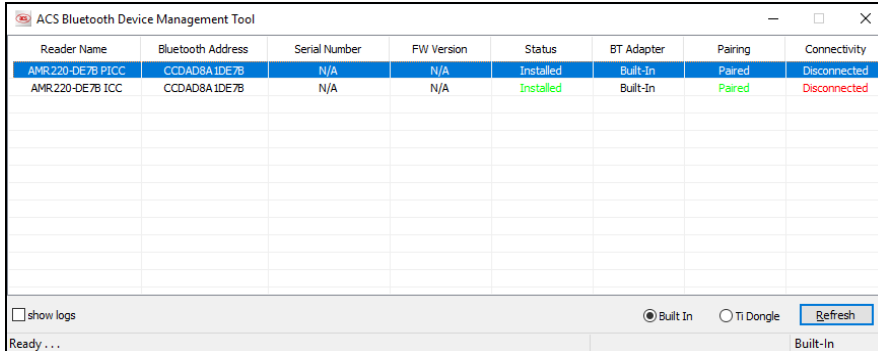 ACS Bluetooth Device Management Tool
Reader Name Bluetooth Address Serial Number FW Version Status BT Adapter Pairing Connectivity
AMR220-DE7B PICC CCDAD8A1DE7B N/A N/A Installed Built-In Paired Disconnected
AMR220-DE7B ICC CCDAD8A1DE7B N/A N/A Installed Built-In Paired Disconnected
show logs Built In Ti Dongle Refresh
Ready . . . Built-In